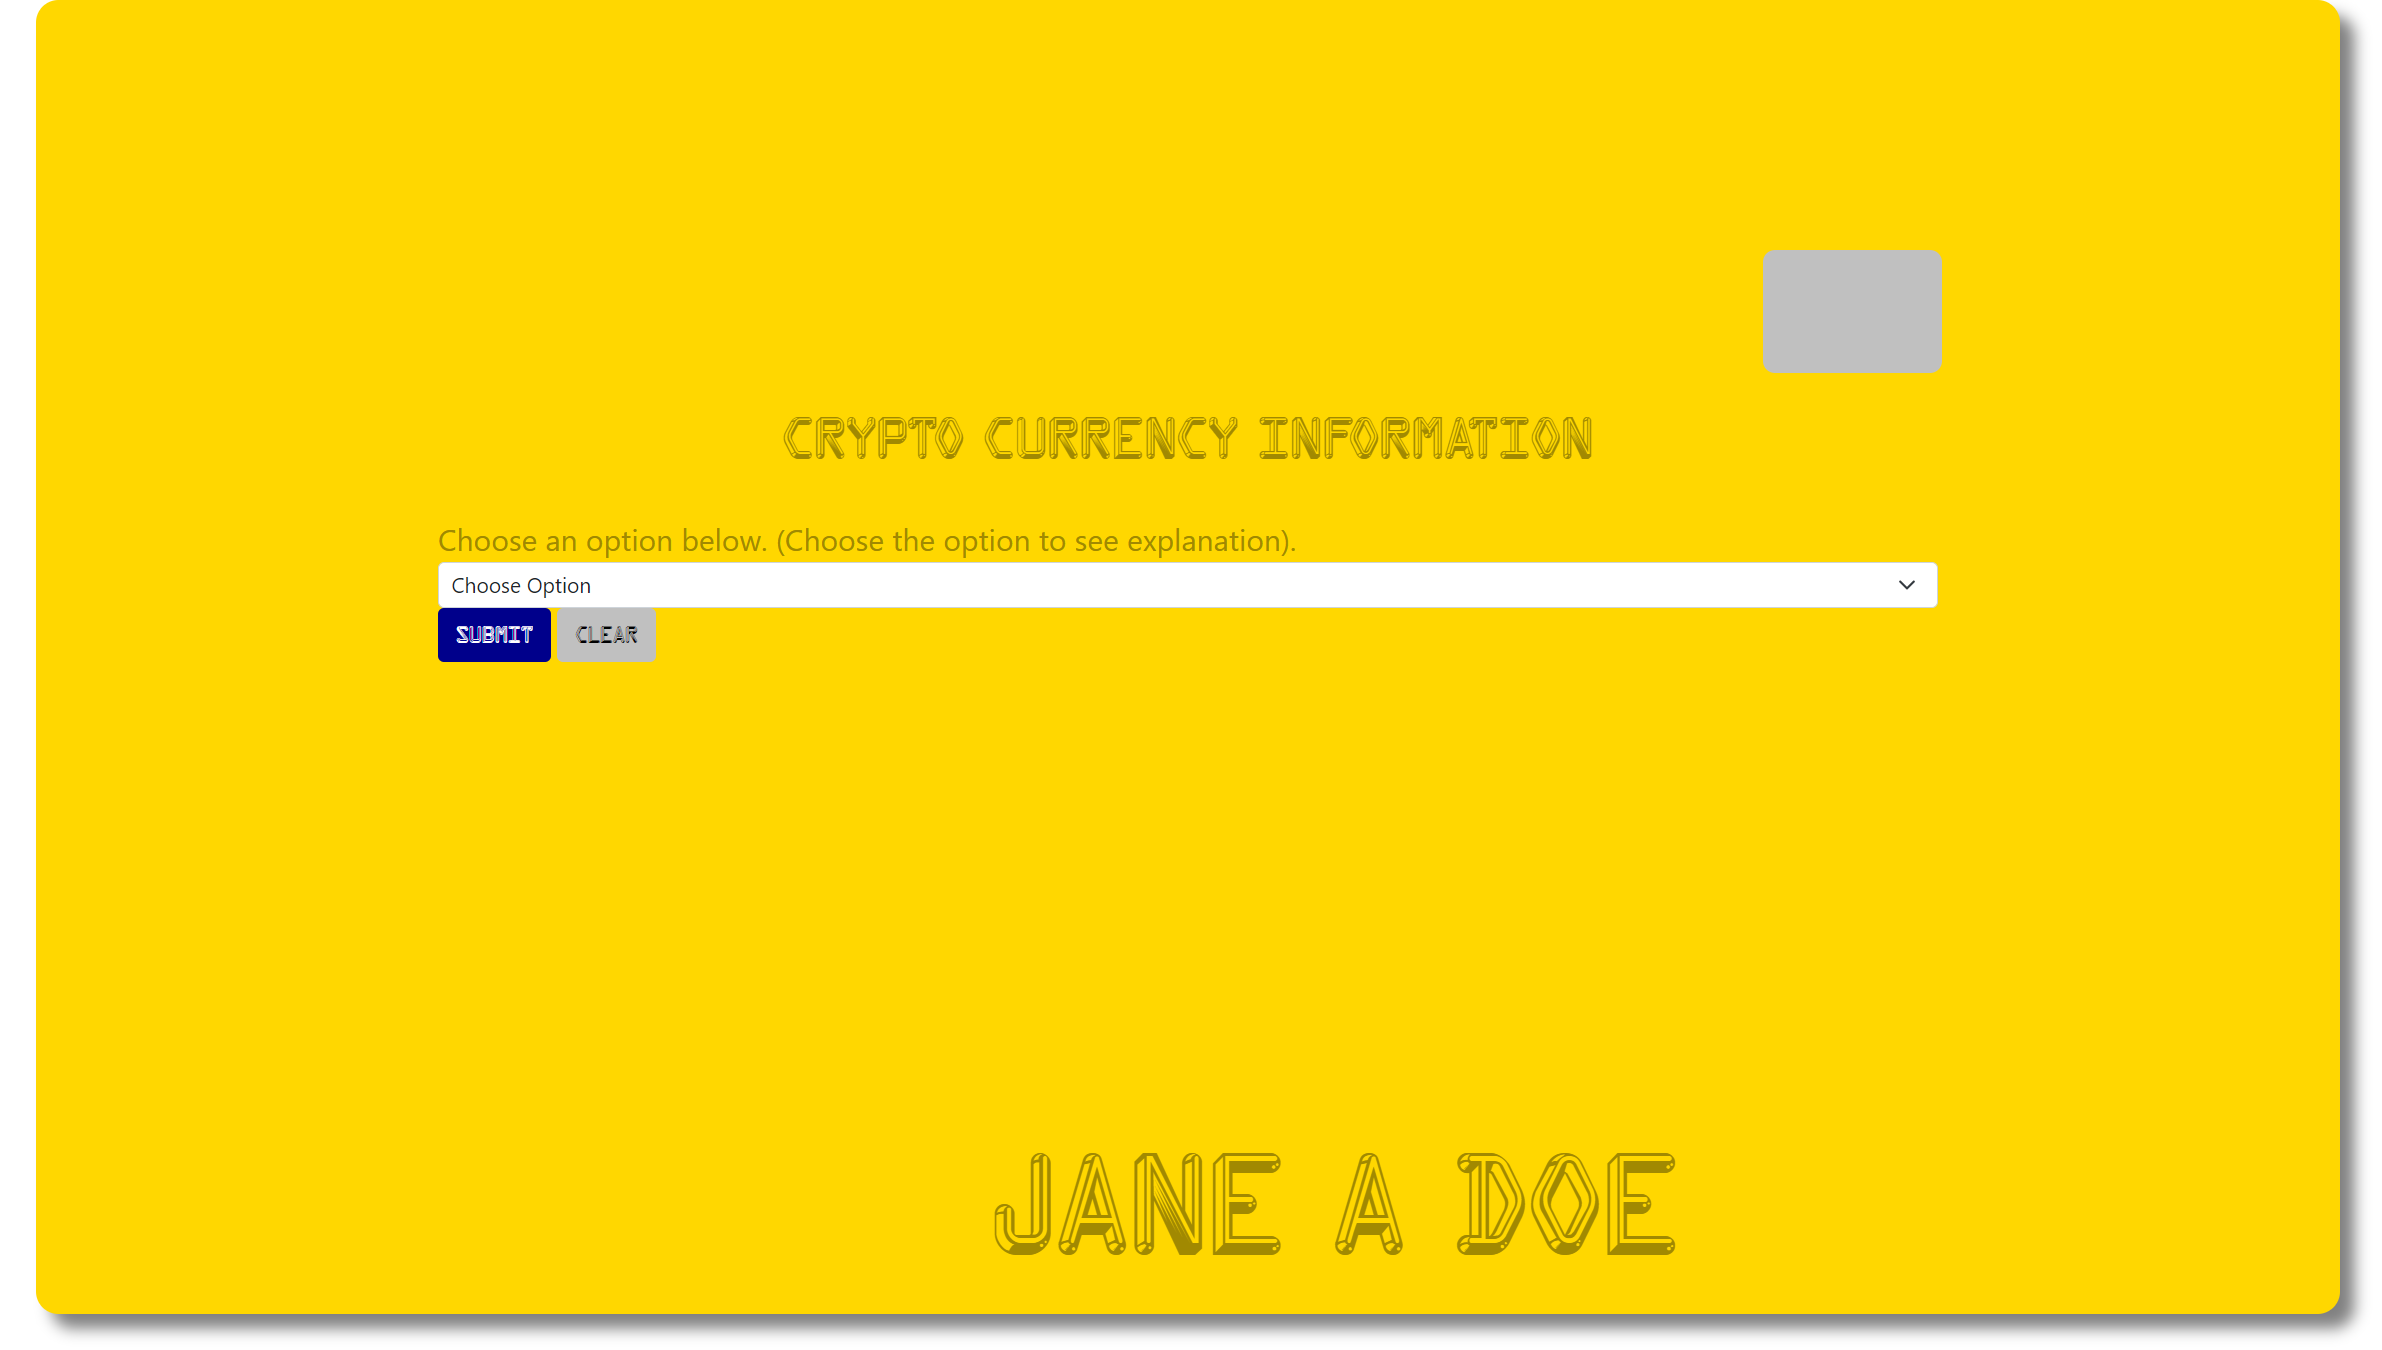 CRYPTO CURRENCY INFORMATION
Choose an option below. (Choose the option to see explanation).
Choose Option
SUBMIT CLEAR
JANE A DOE